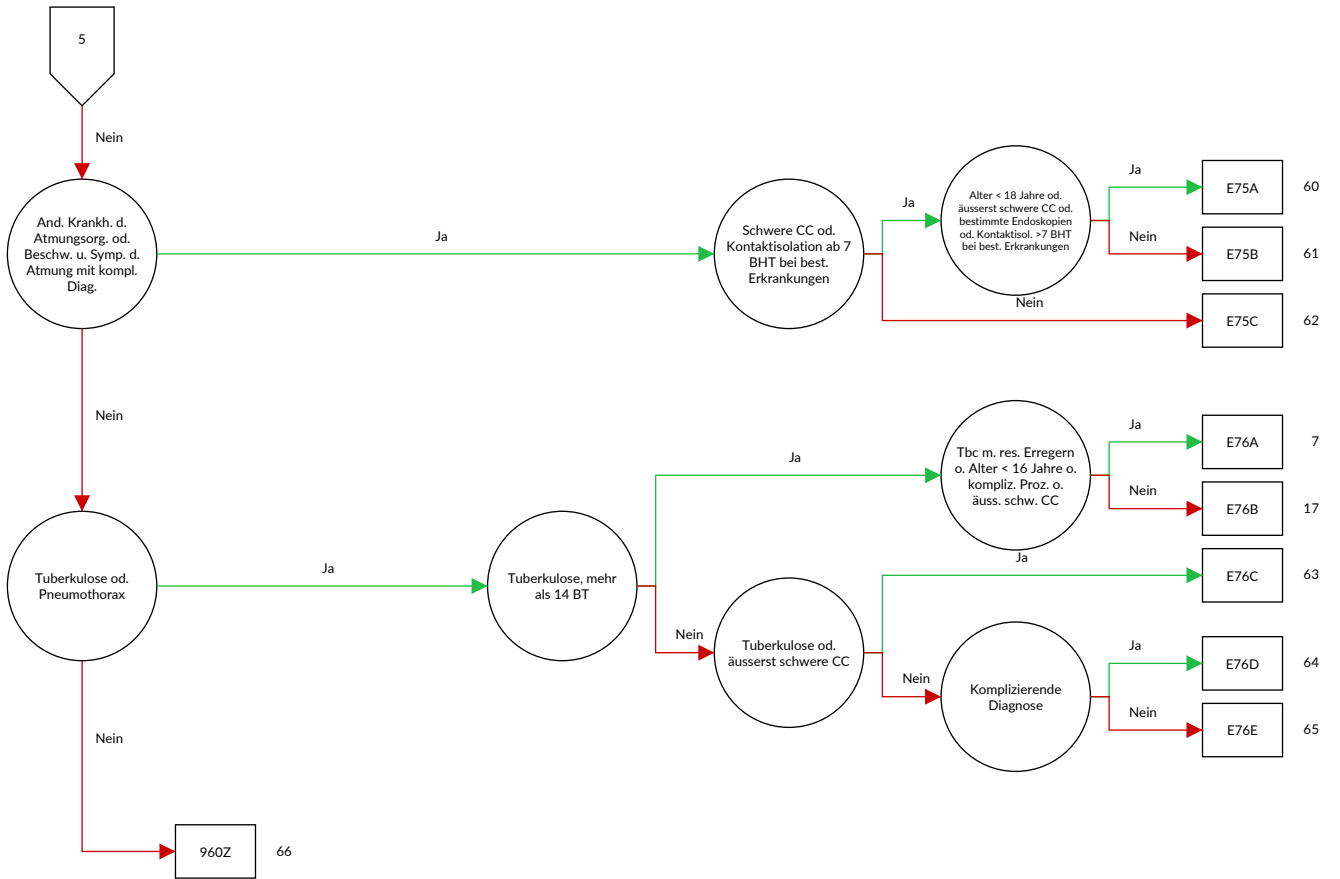 5
Nein
And. Krankh. d.
Atmungsorg. od.
Beschw. u. Symp. d.
Atmung mit kompl.
Diag.
Ja
Schwere CC od.
Kontaktisolation ab 7
BHT bei best.
Erkrankungen
Ja
Alter < 18 Jahre od.
äusserst schwere CC od.
bestimmte Endoskopien
od. Kontaktisol. >7 BHT
bei best. Erkrankungen
Ja
E75A
60
Nein
E75B
61
Nein
E75C
62
Nein
Tuberkulose od.
Pneumothorax
Ja
Tuberkulose, mehr
als 14 BT
Ja
Tbc m. res. Erregern
o. Alter < 16 Jahre o.
kompliz. Proz. o.
äuss. schw. CC
Ja
E76A
7
Nein
E76B
17
Nein
Tuberkulose od.
äusserst schwere CC
Ja
E76C
63
Nein
Komplizierende
Diagnose
Ja
E76D
64
Nein
E76E
65
Nein
960Z
66